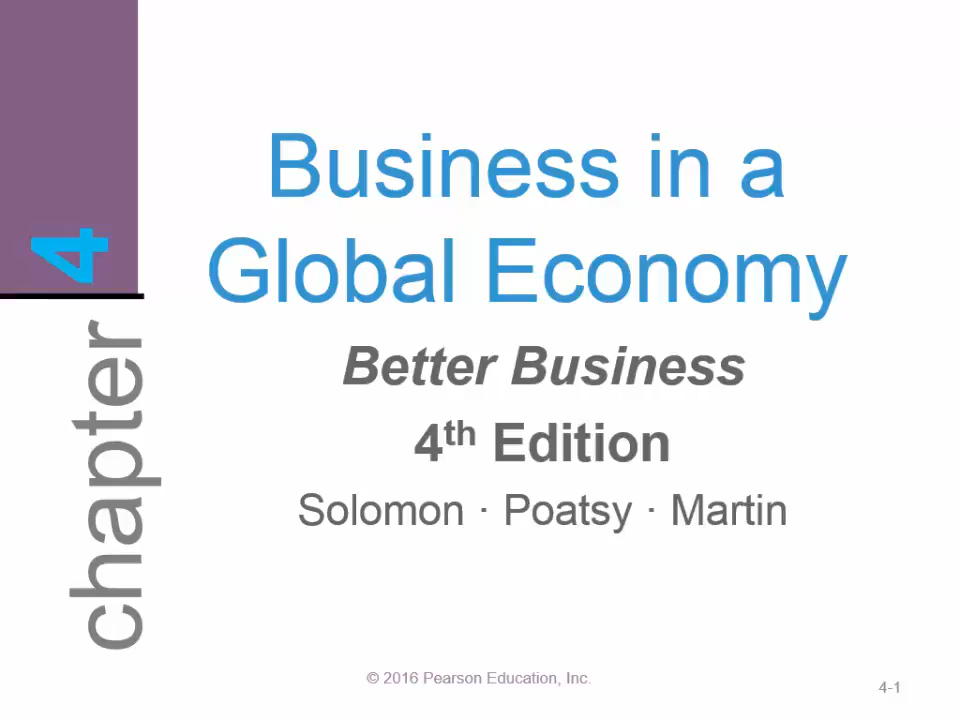 chapter 4
Business in a
Global Economy
Better Business
4th Edition
Solomon · Poatsy · Martin
© 2016 Pearson Education, Inc.
4-1